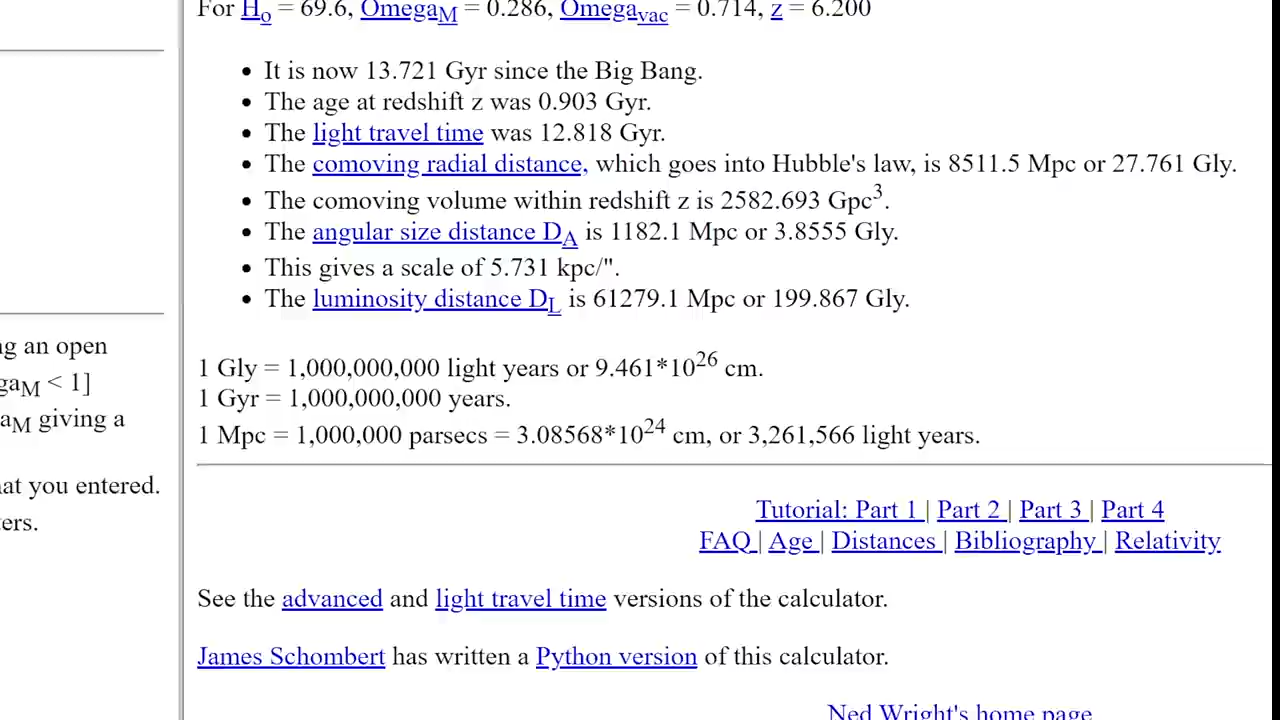 For Ho = 69.6, OmegaM = 0.286, Omegavac = 0.714, z = 6.200
• It is now 13.721 Gyr since the Big Bang.
• The age at redshift z was 0.903 Gyr.
• The light travel time was 12.818 Gyr.
• The comoving radial distance, which goes into Hubble's law, is 8511.5 Mpc or 27.761 Gly.
• The comoving volume within redshift z is 2582.693 Gpc³.
• The angular size distance DA is 1182.1 Mpc or 3.8555 Gly.
• This gives a scale of 5.731 kpc/".
• The luminosity distance DL is 61279.1 Mpc or 199.867 Gly.
1 Gly = 1,000,000,000 light years or 9.461*10²⁶ cm.
1 Gyr = 1,000,000,000 years.
1 Mpc = 1,000,000 parsecs = 3.08568*10²⁴ cm, or 3,261,566 light years.
Tutorial: Part 1 | Part 2 | Part 3 | Part 4
FAQ | Age | Distances | Bibliography | Relativity
See the advanced and light travel time versions of the calculator.
James Schombert has written a Python version of this calculator.
Ned Wright's home page
an open
M < 1]
M giving a
you entered.